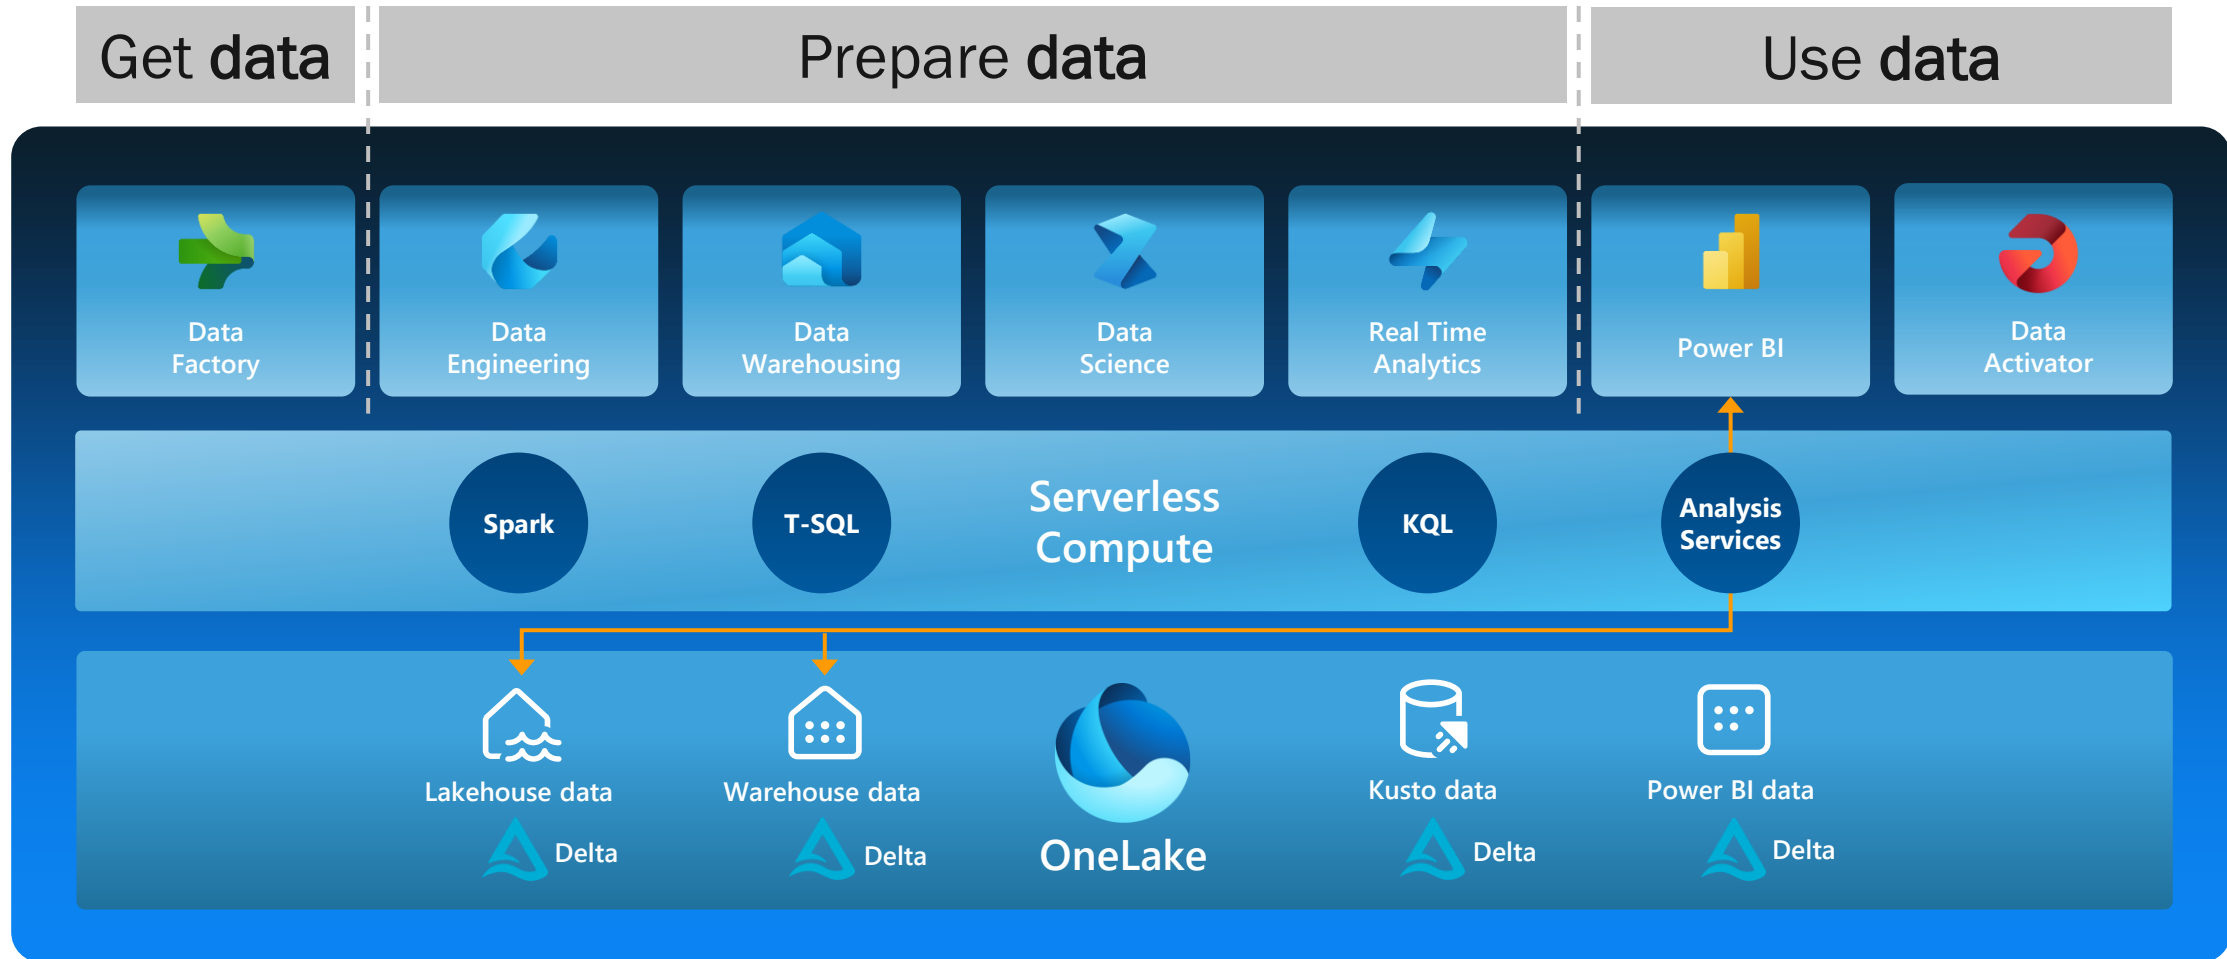 Get data
Prepare data
Use data
Data
Factory
Data
Engineering
Data
Warehousing
Data
Science
Real Time
Analytics
Power BI
Data
Activator
Spark
T-SQL
Serverless
Compute
KQL
Analysis
Services
Lakehouse data
Delta
Warehouse data
Delta
OneLake
Kusto data
Delta
Power BI data
Delta